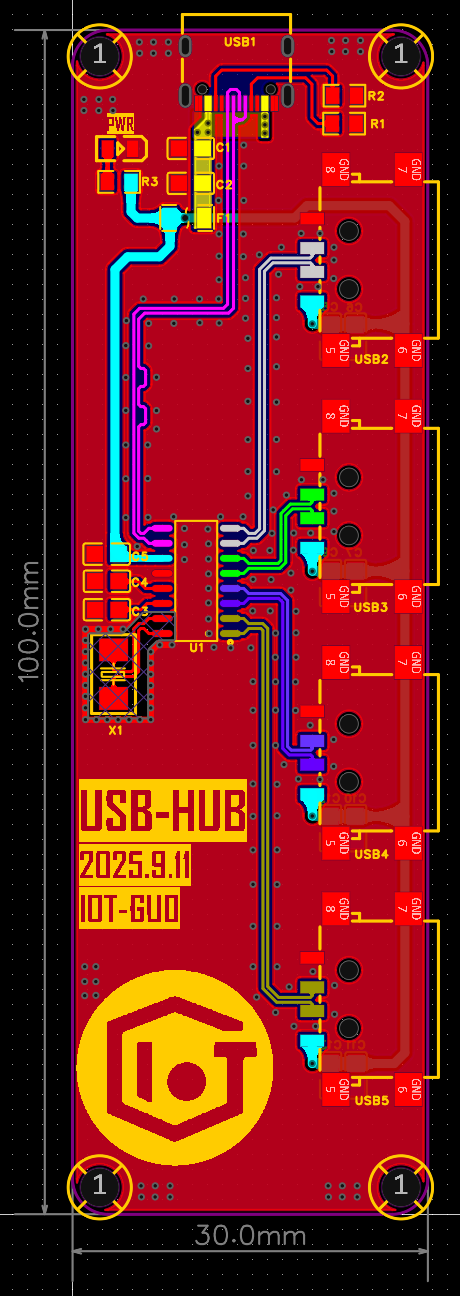 USB1
1
1
PWR
R2
R1
C1
R3
C2
F1
8
GND
7
GND
5
GND
6
GND
USB2
8
GND
7
GND
C5
C4
C3
5
GND
6
GND
USB3
U1
8
GND
7
GND
X1
100.0mm
USB-HUB
5
GND
6
GND
USB4
2025.9.11
IOT-GUO
8
GND
7
GND
IOT
5
GND
6
GND
USB5
1
1
30.0mm